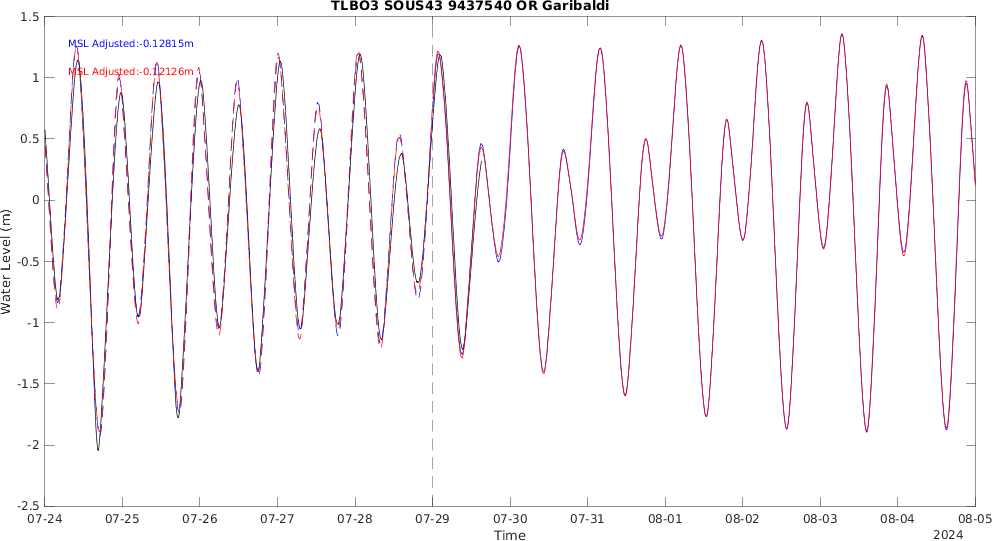 TLBO3 SOUS43 9437540 OR Garibaldi
MSL Adjusted:-0.12815m
MSL Adjusted:-0.12126m
Water Level (m)
1.5
1
0.5
0
-0.5
-1
-1.5
-2
-2.5
07-24 07-25 07-26 07-27 07-28 07-29 07-30 07-31 08-01 08-02 08-03 08-04 08-05
Time
2024